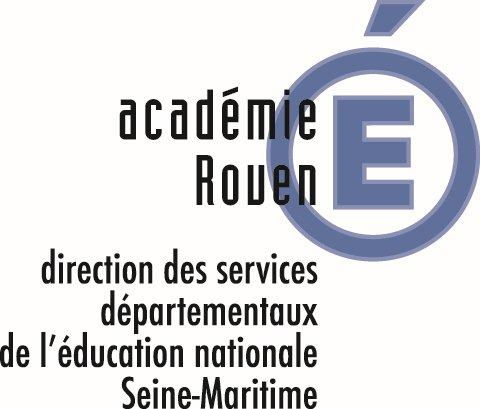 É
académie
Rouen
direction des services
départementaux
de l'éducation nationale
Seine-Maritime